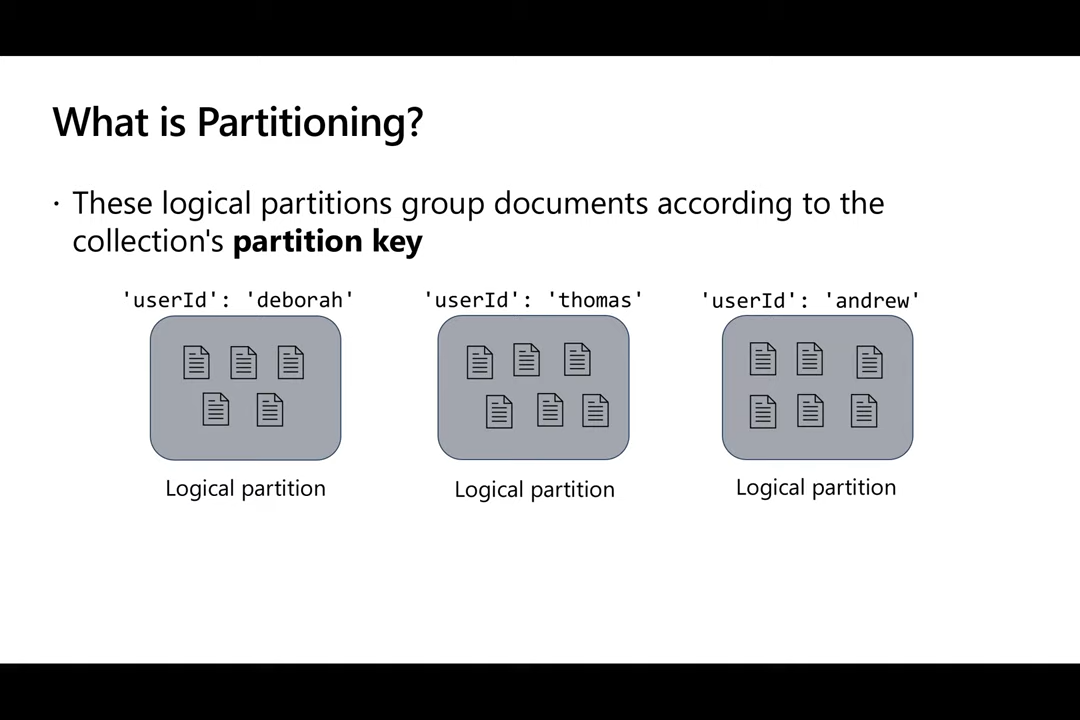 What is Partitioning?
· These logical partitions group documents according to the
collection's partition key
'userId': 'deborah' 'userId': 'thomas' 'userId': 'andrew'
Logical partition Logical partition Logical partition